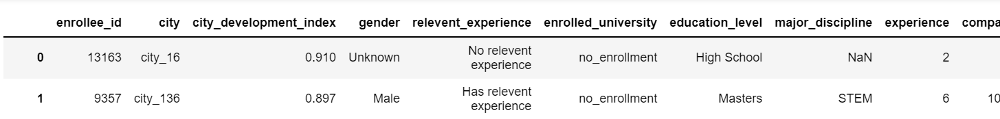 enrollee_id city city_development_index gender relevent_experience enrolled_university education_level major_discipline experience compa
0 13163 city_16 0.910 Unknown No relevent experience no_enrollment High School NaN 2
1 9357 city_136 0.897 Male Has relevent experience no_enrollment Masters STEM 6 10